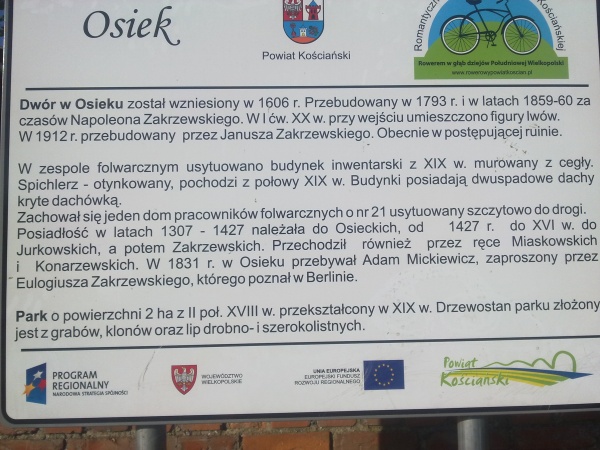 Osiek
Powiat Kościański
Rowerem w głąb dziejów Południowej Wielkopolski
www.rowerowypowiatkoscian.pl
Dwór w Osieku został wzniesiony w 1606 r. Przebudowany w 1793 r. i w latach 1859-60 za
czasów Napoleona Zakrzewskiego. W I ćw. XX w. przy wejściu umieszczono figury lwów.
W 1912 r. przebudowany przez Janusza Zakrzewskiego. Obecnie w postępującej ruinie.
W zespole folwarcznym usytuowano budynek inwentarski z XIX w. murowany z cegły.
Spichlerz - otynkowany, pochodzi z połowy XIX w. Budynki posiadają dwuspadowe dachy
kryte dachówką.
Zachował się jeden dom pracowników folwarcznych o nr 21 usytuowany szczytowo do drogi.
Posiadłość w latach 1307 - 1427 należała do Osieckich, od 1427 r. do XVI w. do
Jurkowskich, a potem Zakrzewskich. Przechodził również przez ręce Miaskowskich
i Konarzewskich. W 1831 r. w Osieku przebywał Adam Mickiewicz, zaproszony przez
Eulogiusza Zakrzewskiego, którego poznał w Berlinie.
Park o powierzchni 2 ha z II poł. XVIII w. przekształcony w XIX w. Drzewostan parku złożony
jest z grabów, klonów oraz lip drobno- i szerokolistnych.
PROGRAM
REGIONALNY
NARODOWA STRATEGIA SPÓJNOŚCI
WOJEWÓDZTWO
WIELKOPOLSKIE
UNIA EUROPEJSKA
EUROPEJSKI FUNDUSZ
ROZWOJU REGIONALNEGO
Powiat
Kościański